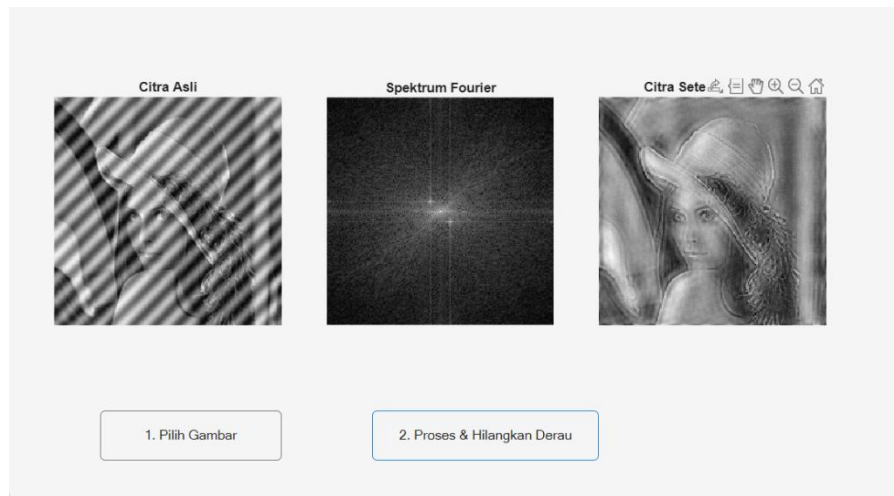 Citra Asli
Spektrum Fourier
Citra Sete
1. Pilih Gambar
2. Proses & Hilangkan Derau